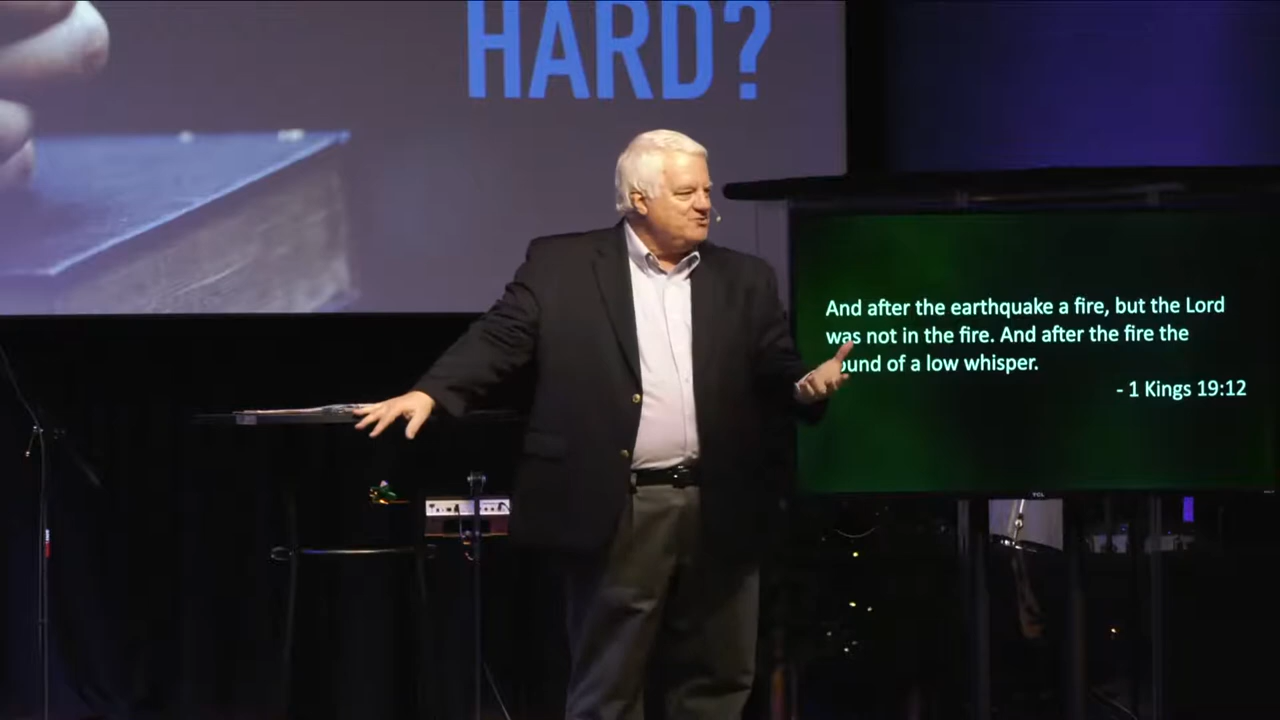 HARD?
And after the earthquake a fire, but the Lord
was not in the fire. And after the fire the
ound of a low whisper.
- 1 Kings 19:12
TCL